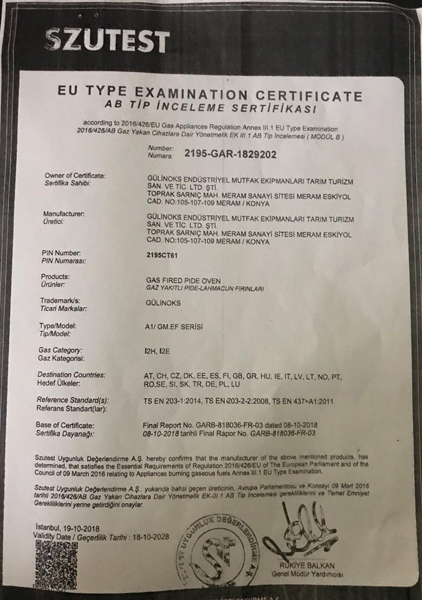 SZUTEST
EU TYPE EXAMINATION CERTIFICATE
AB TİP İNCELEME SERTİFİKASI
according to 2016/426/EU Gas Appliances Regulation Annex III.1 EU Type Examination
2016/426/AB Gaz Yakan Cihazlara Dair Yönetmelik EK III.1 AB Tip İncelemesi ( MODÜL B )
Number: 2195-GAR-1829202
Numara:
Owner of Certificate: GÜLİNOKS ENDÜSTRİYEL MUTFAK EKİPMANLARI TARIM TURİZM
Sertifika Sahibi: SAN. VE TİC. LTD. ŞTİ.
TOPRAK SARNIÇ MAH. MERAM SANAYİ SİTESİ MERAM ESKİYOL
CAD. NO:105-107-109 MERAM / KONYA
Manufacturer: GÜLİNOKS ENDÜSTRİYEL MUTFAK EKİPMANLARI TARIM TURİZM
Üretici: SAN. VE TİC. LTD. ŞTİ.
TOPRAK SARNIÇ MAH. MERAM SANAYİ SİTESİ MERAM ESKİYOL
CAD. NO:105-107-109 MERAM / KONYA
PIN Number: 2195CT61
PIN Numarası:
Products: GAS FIRED PIDE OVEN
Ürünler: GAZ YAKITLI PIDE-LAHMACUN FIRINLARI
Trademark/s: GÜLİNOKS
Ticari Markalar:
Type/Model: A1/ GM.EF SERİSİ
Tip/Model:
Gas Category: I2H, I2E
Gaz Kategorisi:
Destination Countries: AT, CH, CZ, DK, EE, ES, FI, GB, GR, HU, IE, IT, LV, LT, NO, PT
Hedef Ülkeler: RO,SE, SI, SK, TR, DE, PL, LU
Reference Standard(s): TS EN 203-1:2014, TS EN 203-2-2:2008, TS EN 437+A1:2011
Referans Standart(lar):
Base of Certificate: Final Report No. GARB-818036-FR-03 dated 08-10-2018
Sertifika Dayanağı: 08-10-2018 tarihli Final Rapor No. GARB-818036-FR-03
Szutest Uygunluk Değerlendirme A.Ş. hereby confirms that the manufacturer of the above mentioned products, has
determined, that satisfies the Essential Requirements of Regulation 2016/426/EU of The European Parliament and of the
Council of 09 March 2016 relating to Appliances burning gaseous fuels Annex III.1 EU Type Examination.
Szutest Uygunluk Değerlendirme A.Ş. yukarıda bahsi geçen üreticinin, Avrupa Parlamentosu ve Konseyi 09 Mart 2016
tarihli 2016/426/AB Gaz Yakan Cihazlara Dair Yönetmelik EK-III.1 AB Tip İncelemesi gerekliliklerini ve Temel Emniyet
Gerekliliklerini yerine getirdiğini onaylar.
İstanbul, 19-10-2018
Validity Date / Geçerlilik Tarihi : 18-10-2028
SZUTEST UYGUNLUK DEĞERLENDİRME A.Ş.
RUKİYE BALKAN
Genel Müdür Yardımcısı